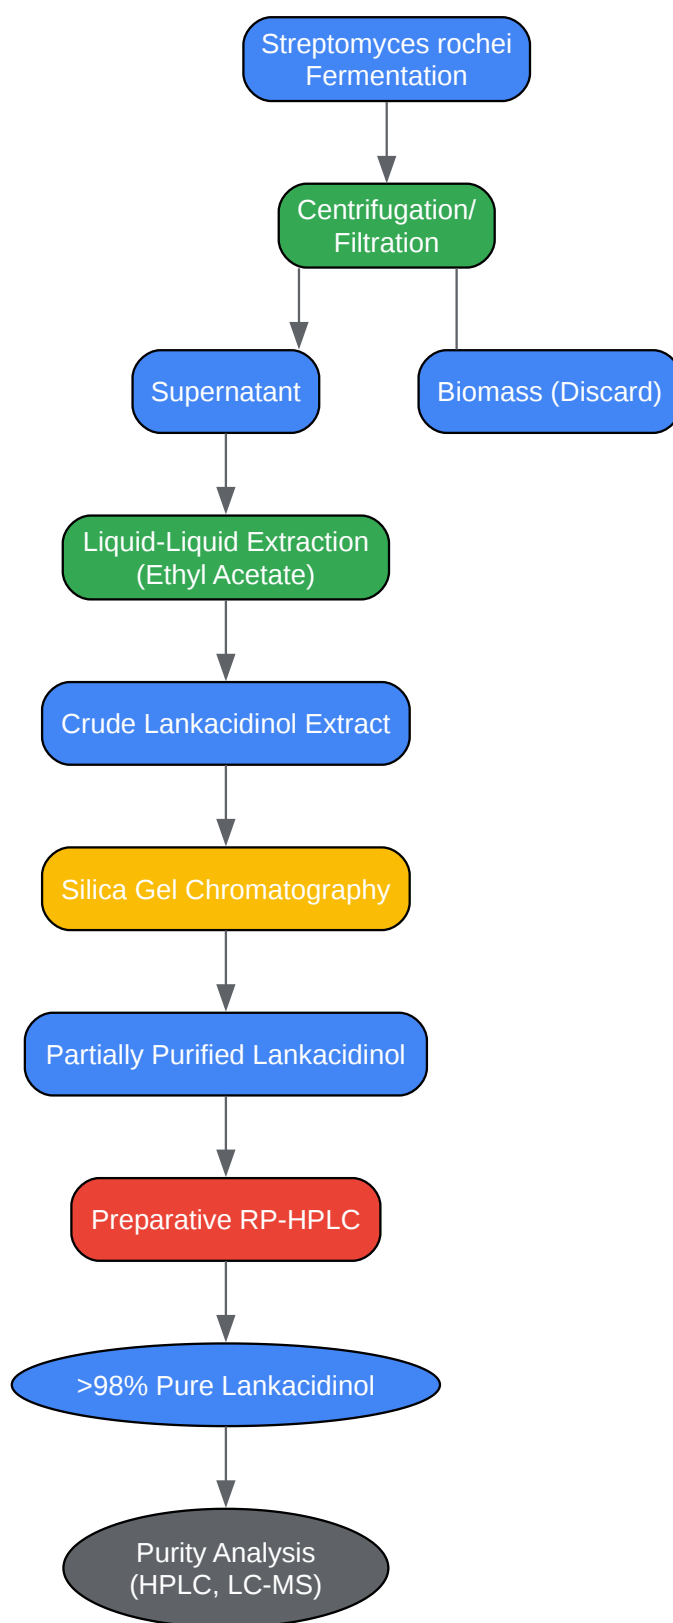 Streptomyces rochei
Fermentation
Centrifugation/
Filtration
Supernatant
Biomass (Discard)
Liquid-Liquid Extraction
(Ethyl Acetate)
Crude Lankacidinol Extract
Silica Gel Chromatography
Partially Purified Lankacidinol
Preparative RP-HPLC
>98% Pure Lankacidinol
Purity Analysis
(HPLC, LC-MS)